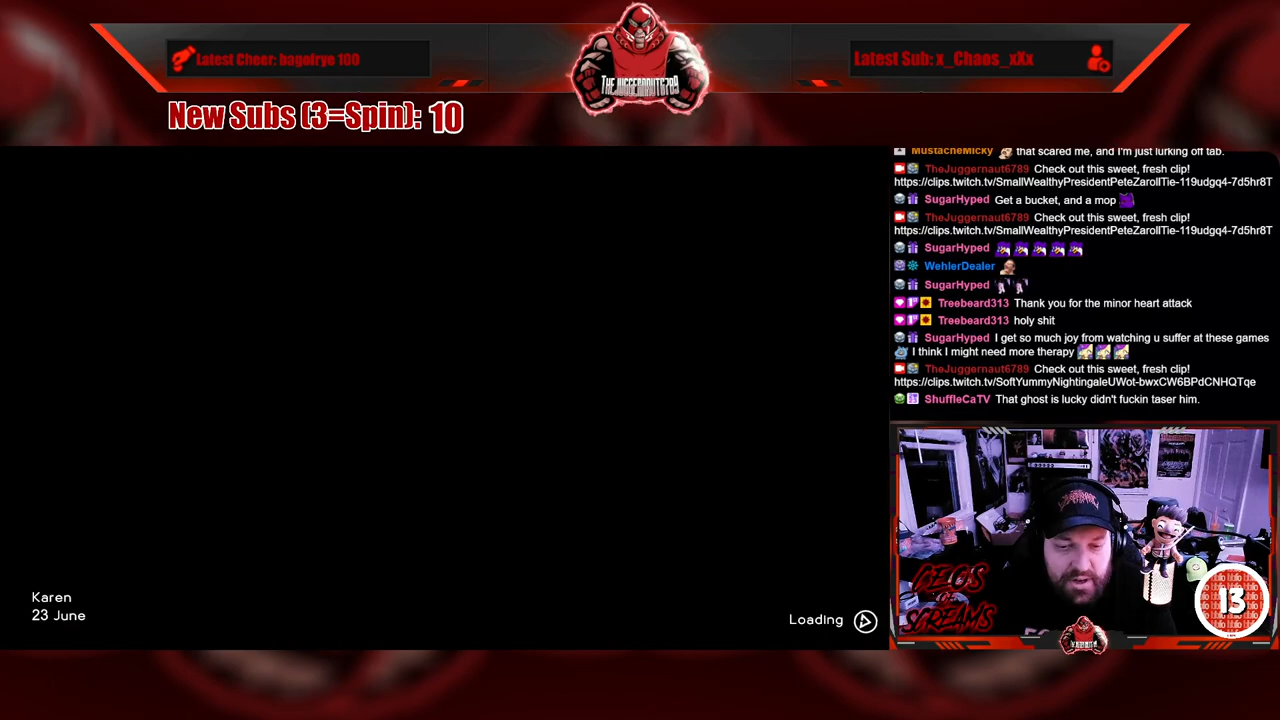 Latest Cheer: bagofrye 100
THEJUGGERNAUT6789
Latest Sub: x_Chaos_xXx
New Subs (3=Spin): 10
MustacheMicky that scared me, and I'm just lurking off tab.
TheJuggernaut6789 Check out this sweet, fresh clip!
https://clips.twitch.tv/SmallWealthyPresidentPeteZarollTie-119udgq4-7d5hr8T
SugarHyped Get a bucket, and a mop
TheJuggernaut6789 Check out this sweet, fresh clip!
https://clips.twitch.tv/SmallWealthyPresidentPeteZarollTie-119udgq4-7d5hr8T
SugarHyped
WehlerDealer
SugarHyped
Treebeard313 Thank you for the minor heart attack
Treebeard313 holy shit
SugarHyped I get so much joy from watching u suffer at these games
I think I might need more therapy
TheJuggernaut6789 Check out this sweet, fresh clip!
https://clips.twitch.tv/SoftYummyNightingaleUWot-bwxCW6BPdCNHQTqe
ShuffleCaTV That ghost is lucky didn't fuckin taser him.
Karen
23 June
Loading
SCREAMS
13